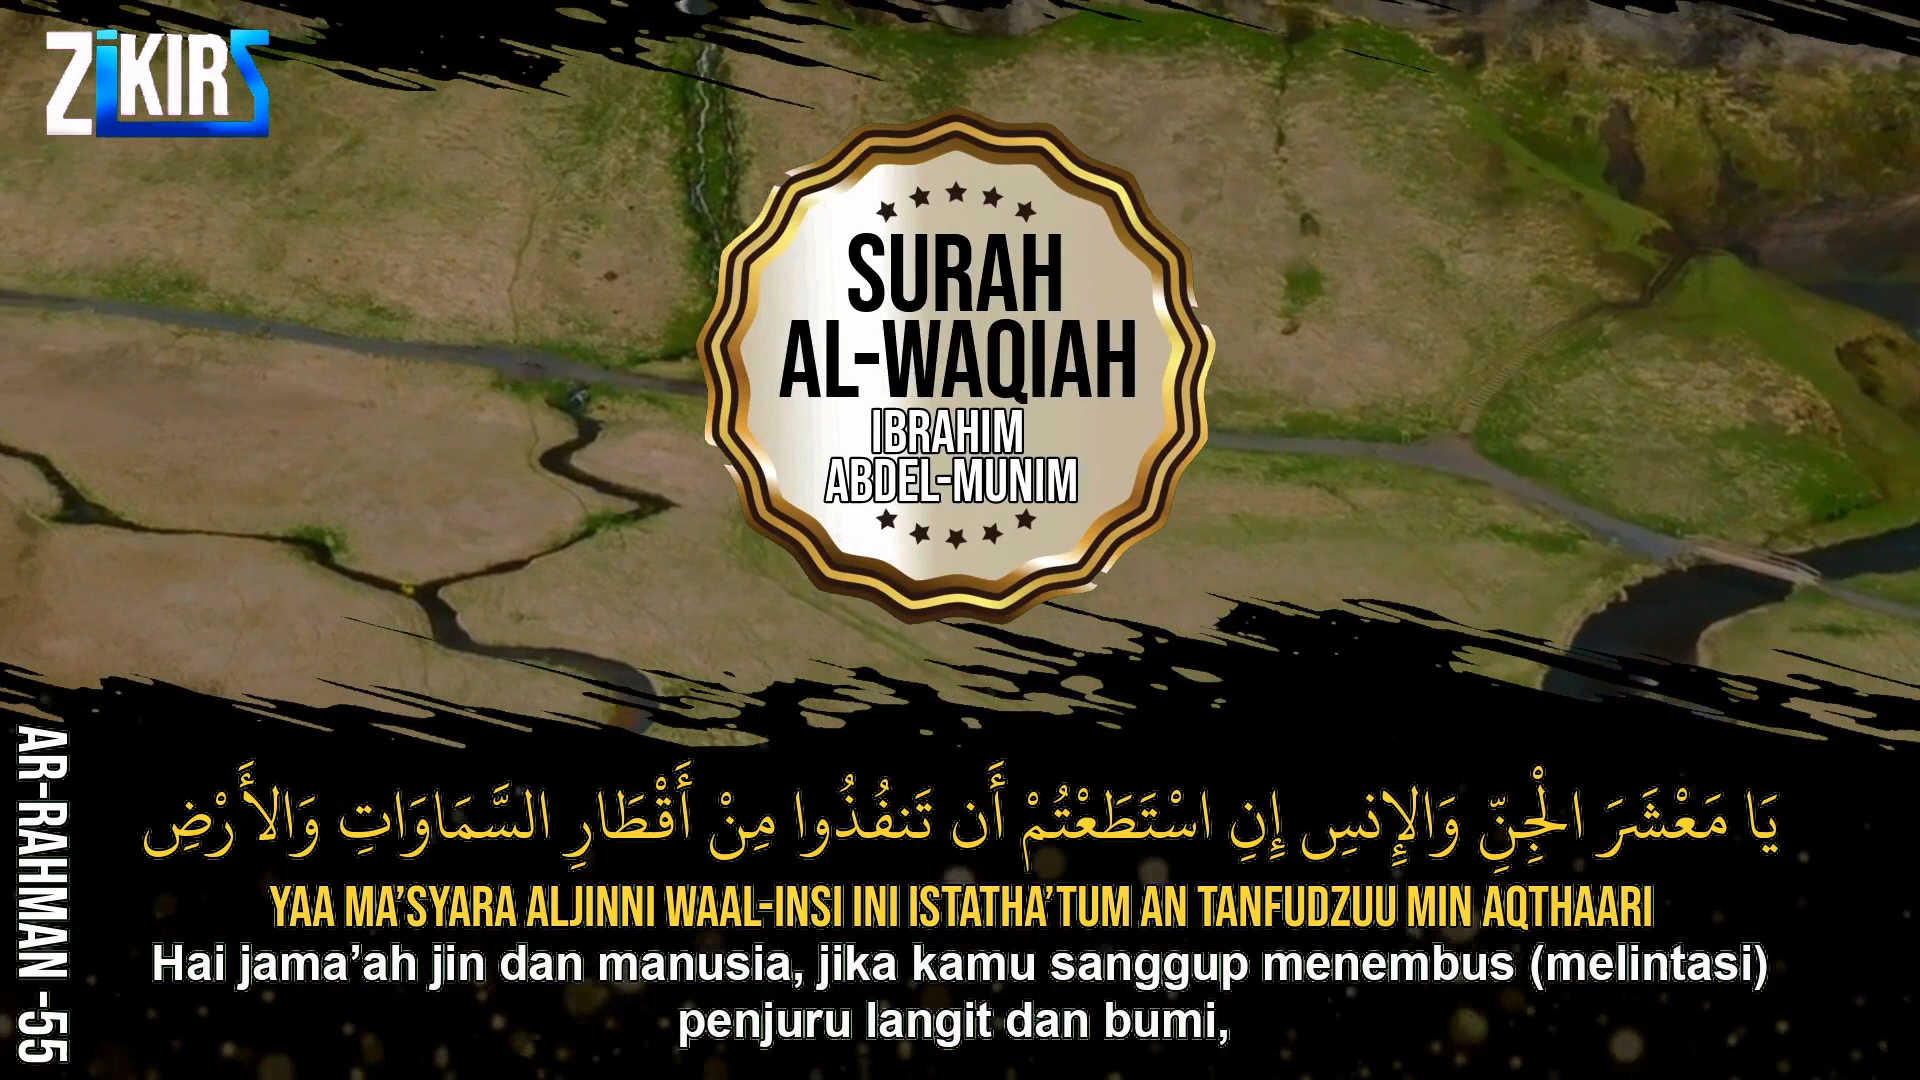 ZIKIRS
SURAH
AL-WAQIAH
IBRAHIM
ABDEL-MUNIM
AR-RAHMAN -55
يَا مَعْشَرَ الْجِنِّ وَالإِنسِ إِنِ اسْتَطَعْتُمْ أَن تَنفُذُوا مِنْ أَقْطَارِ السَّمَاوَاتِ وَالأَرْضِ
YAA MA’SYARA ALJINNI WAAL-INSI INI ISTATHA’TUM AN TANFUDZUU MIN AQTHAARI
Hai jama’ah jin dan manusia, jika kamu sanggup menembus (melintasi)
penjuru langit dan bumi,